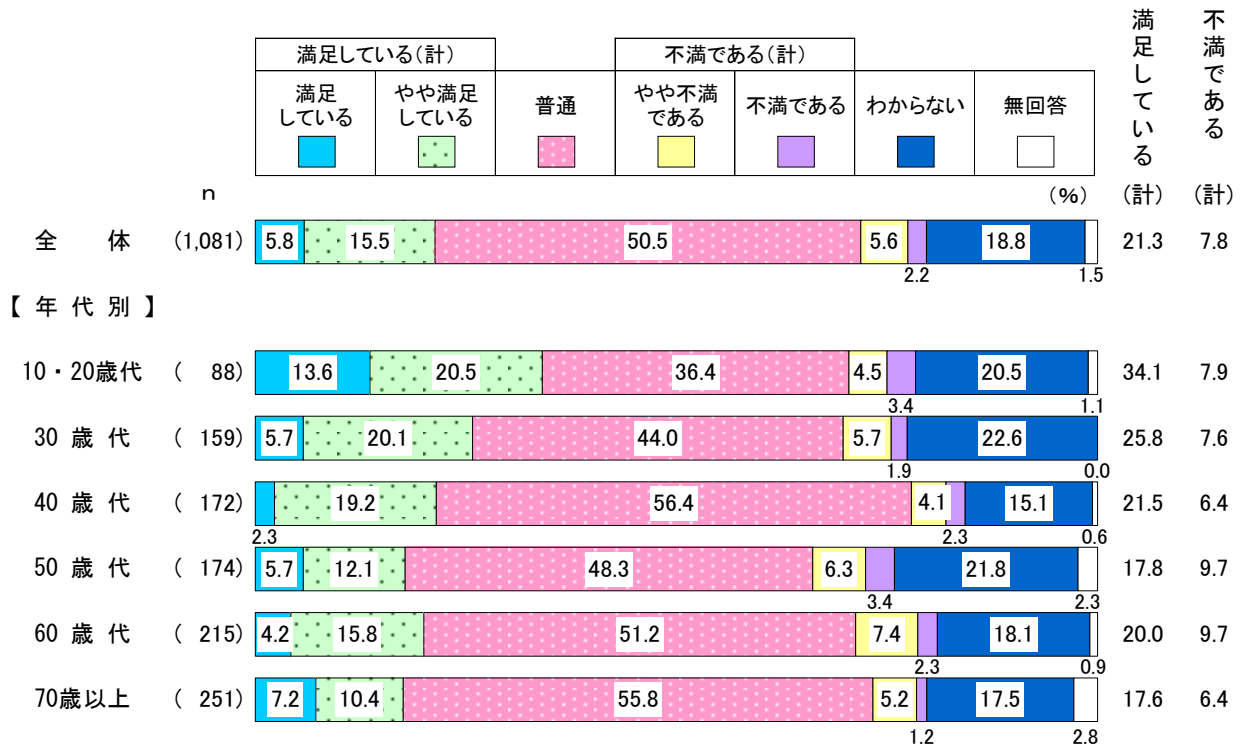 満足している(計) 不満である(計)
満足している やや満足している 普通 やや不満である 不満である わからない 無回答
満足している(計) 不満である(計)
n (%)
全体 (1,081) 5.8 15.5 50.5 5.6 2.2 18.8 1.5 21.3 7.8
【年代別】
10・20歳代 ( 88) 13.6 20.5 36.4 4.5 3.4 20.5 1.1 34.1 7.9
30歳代 ( 159) 5.7 20.1 44.0 5.7 1.9 22.6 0.0 25.8 7.6
40歳代 ( 172) 2.3 19.2 56.4 4.1 2.3 15.1 0.6 21.5 6.4
50歳代 ( 174) 5.7 12.1 48.3 6.3 3.4 21.8 2.3 17.8 9.7
60歳代 ( 215) 4.2 15.8 51.2 7.4 2.3 18.1 0.9 20.0 9.7
70歳以上 ( 251) 7.2 10.4 55.8 5.2 1.2 17.5 2.8 17.6 6.4